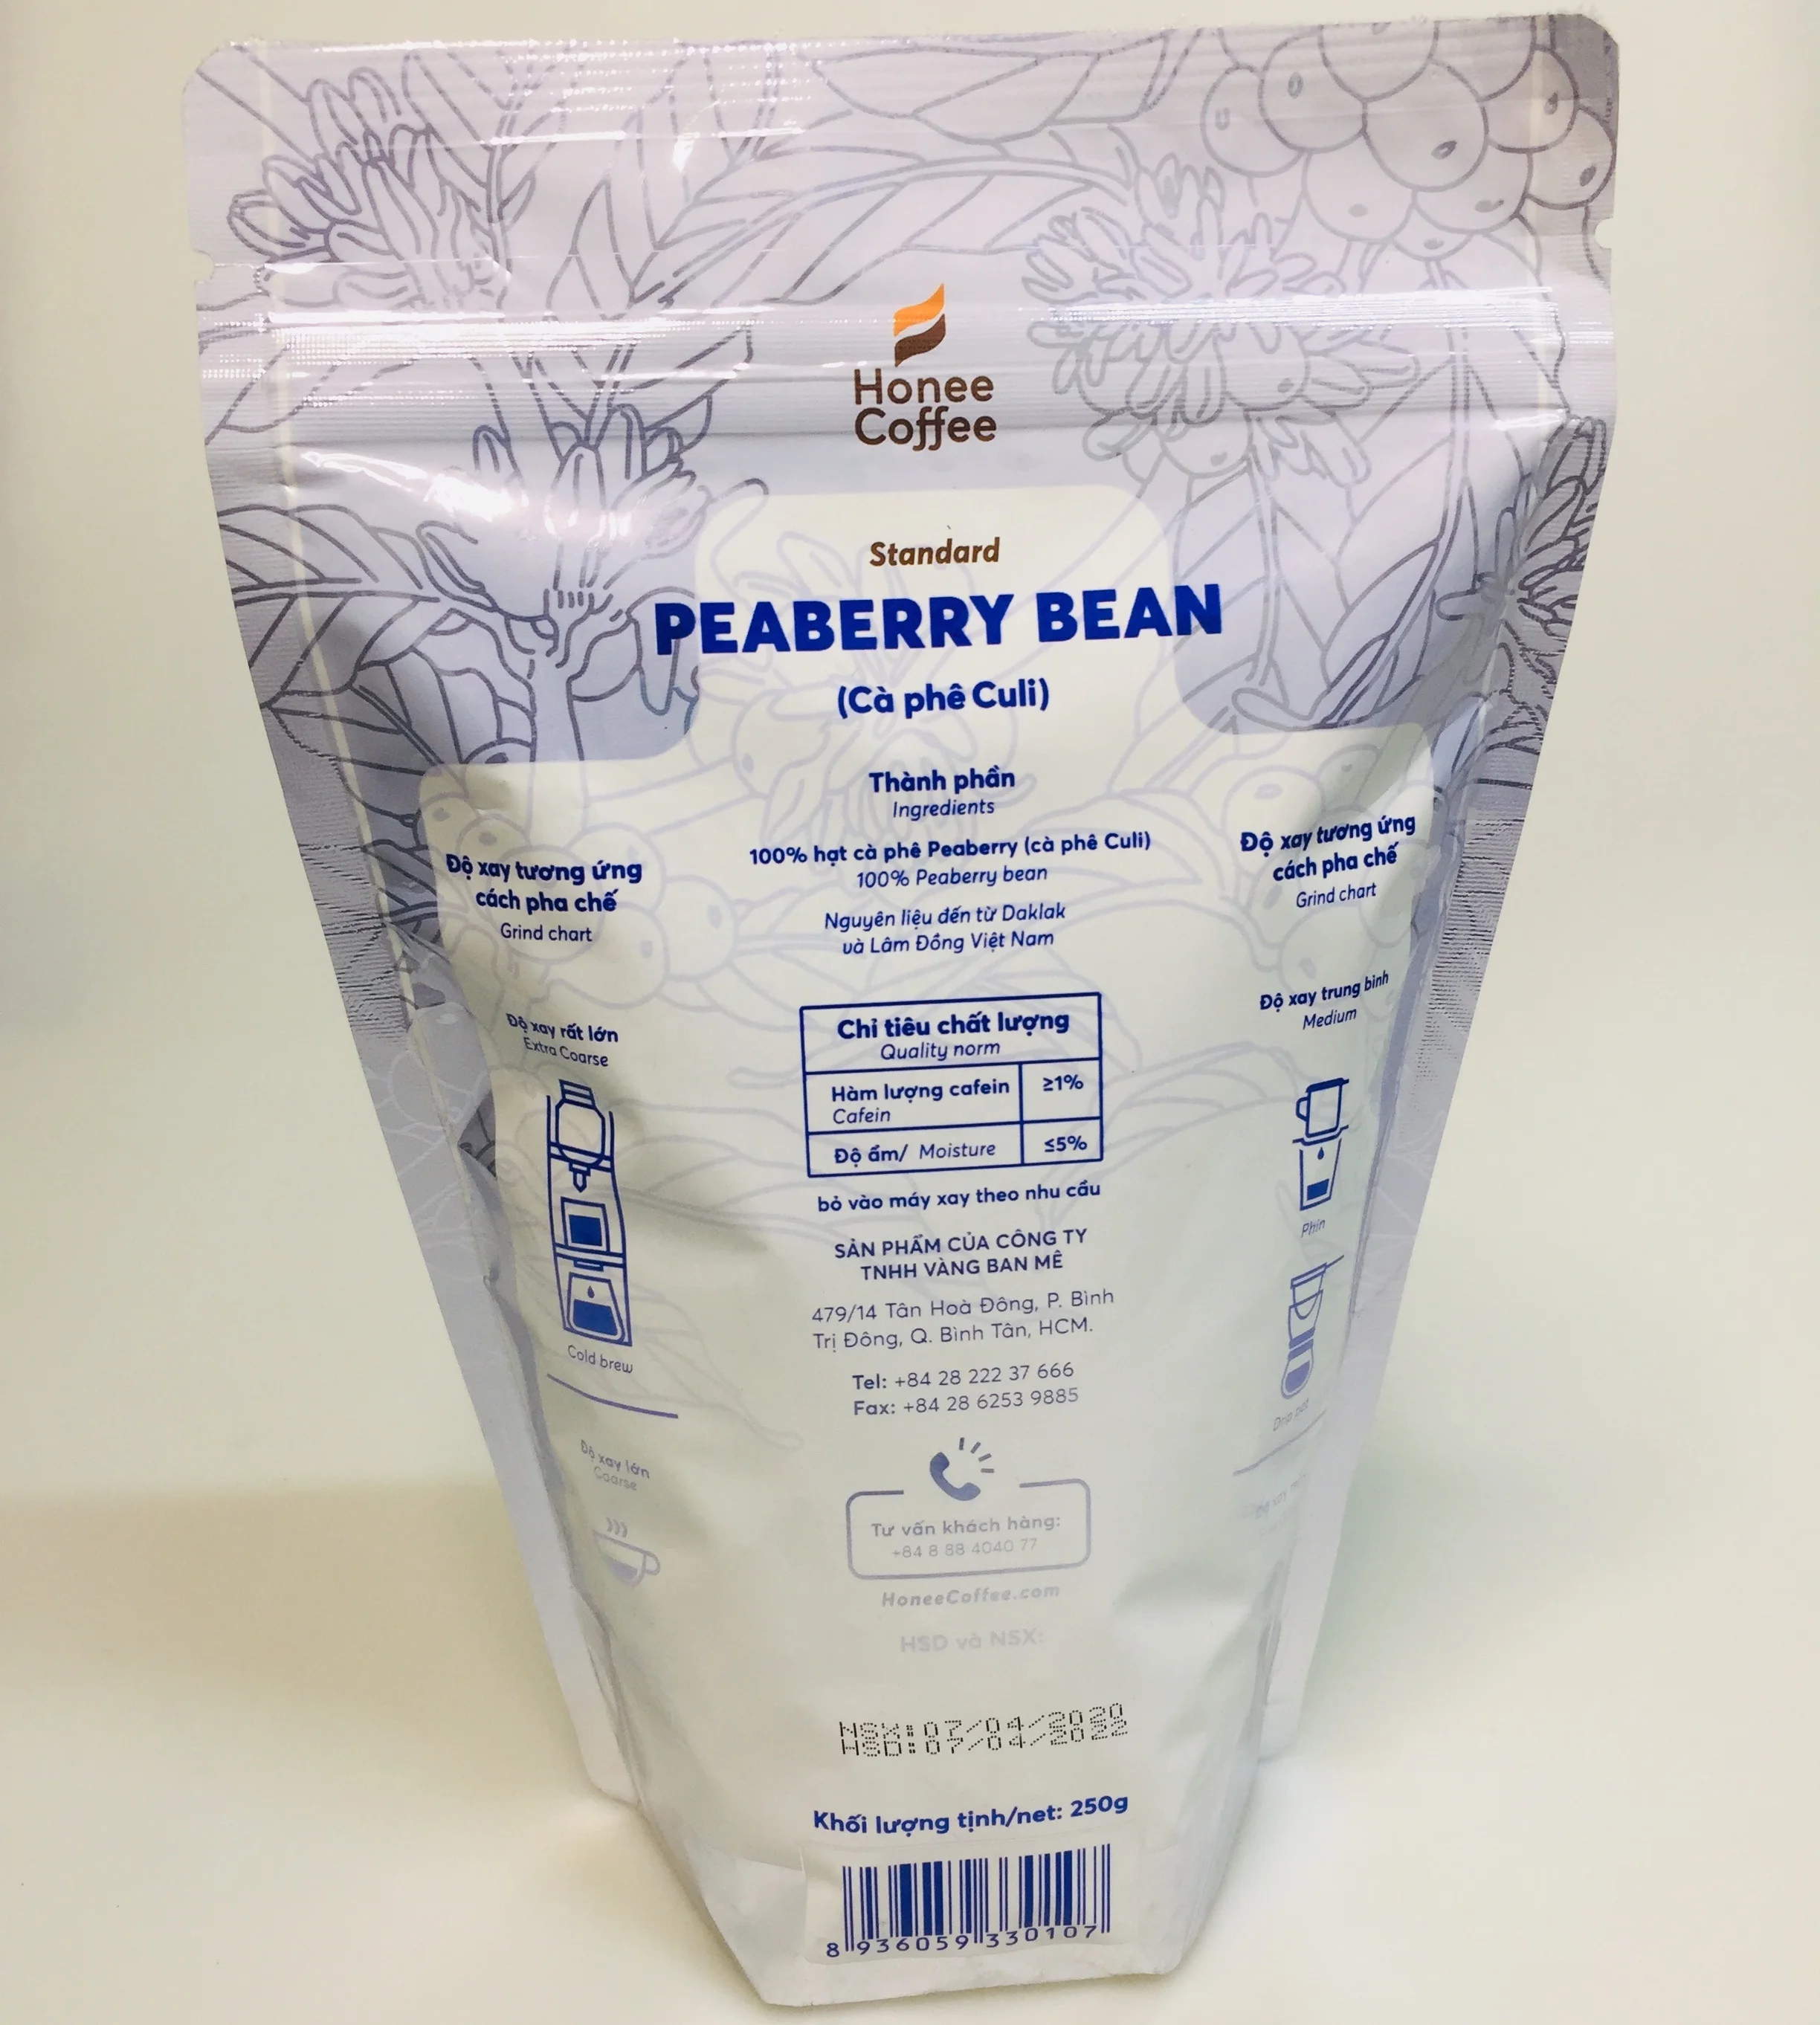 Honee
Coffee
Standard
PEABERRY BEAN
(Cà phê Culi)
Thành phần
Ingredients
100% hạt cà phê Peaberry (cà phê Culi)
100% Peaberry bean
Nguyên liệu đến từ Daklak
và Lâm Đồng Việt Nam
Chỉ tiêu chất lượng
Quality norm
Hàm lượng cafein ≥1%
Cafein
Độ ẩm/ Moisture ≤5%
bỏ vào máy xay theo nhu cầu
SẢN PHẨM CỦA CÔNG TY
TNHH VÀNG BAN MÊ
479/14 Tân Hoà Đông, P. Bình
Trị Đông, Q. Bình Tân, HCM.
Tel: +84 28 222 37 666
Fax: +84 28 6253 9885
Tư vấn khách hàng:
+84 8 88 4040 77
HoneeCoffee.com
HSD và NSX:
NSX:07/04/2020
HSD:07/04/2022
Khối lượng tịnh/net: 250g
8 936059 330107
Độ xay tương ứng
cách pha chế
Grind chart
Độ xay rất lớn
Extra Coarse
Cold brew
Độ xay lớn
Coarse
Độ xay tương ứng
cách pha chế
Grind chart
Độ xay trung bình
Medium
Phin
Độ xay